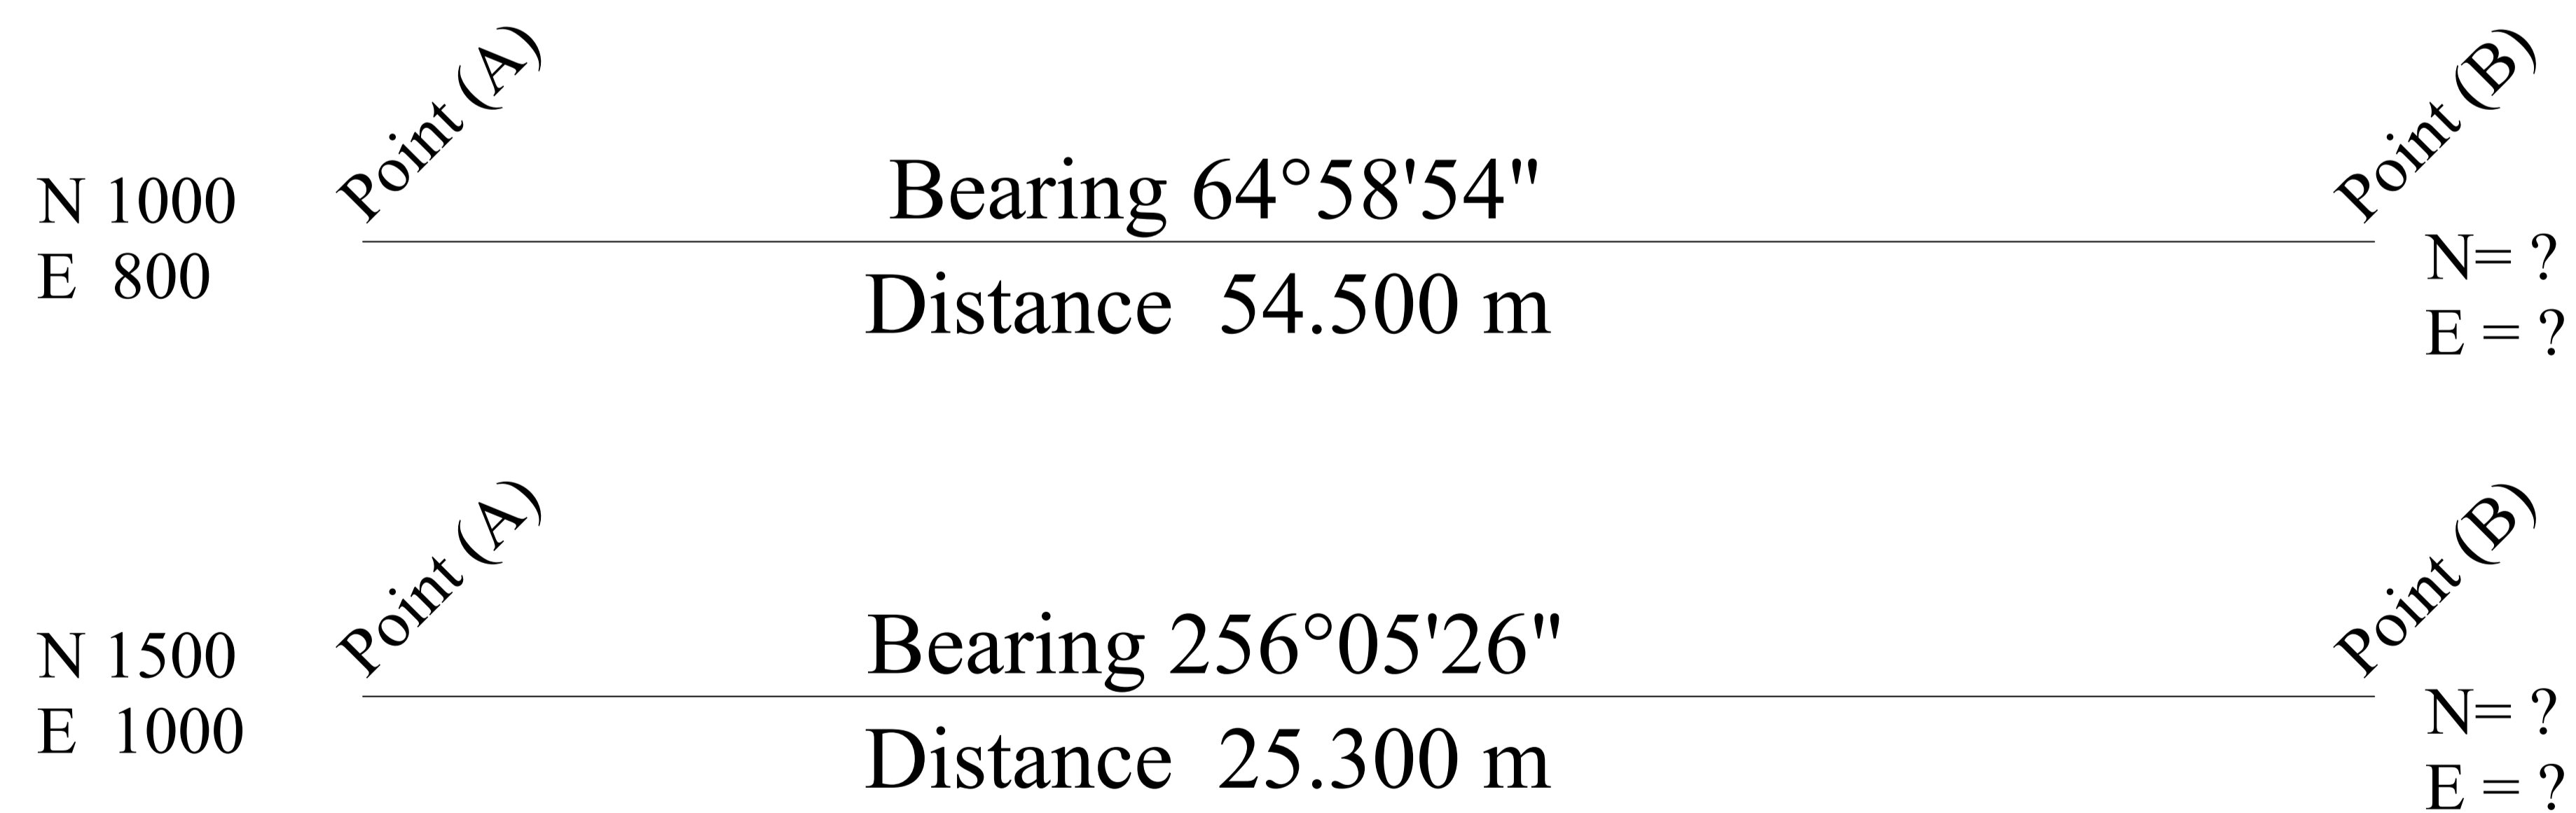 Point (A)
Point (B)
N 1000
E 800
Bearing 64°58'54"
Distance 54.500 m
N= ?
E = ?
Point (A)
Point (B)
N 1500
E 1000
Bearing 256°05'26"
Distance 25.300 m
N= ?
E = ?